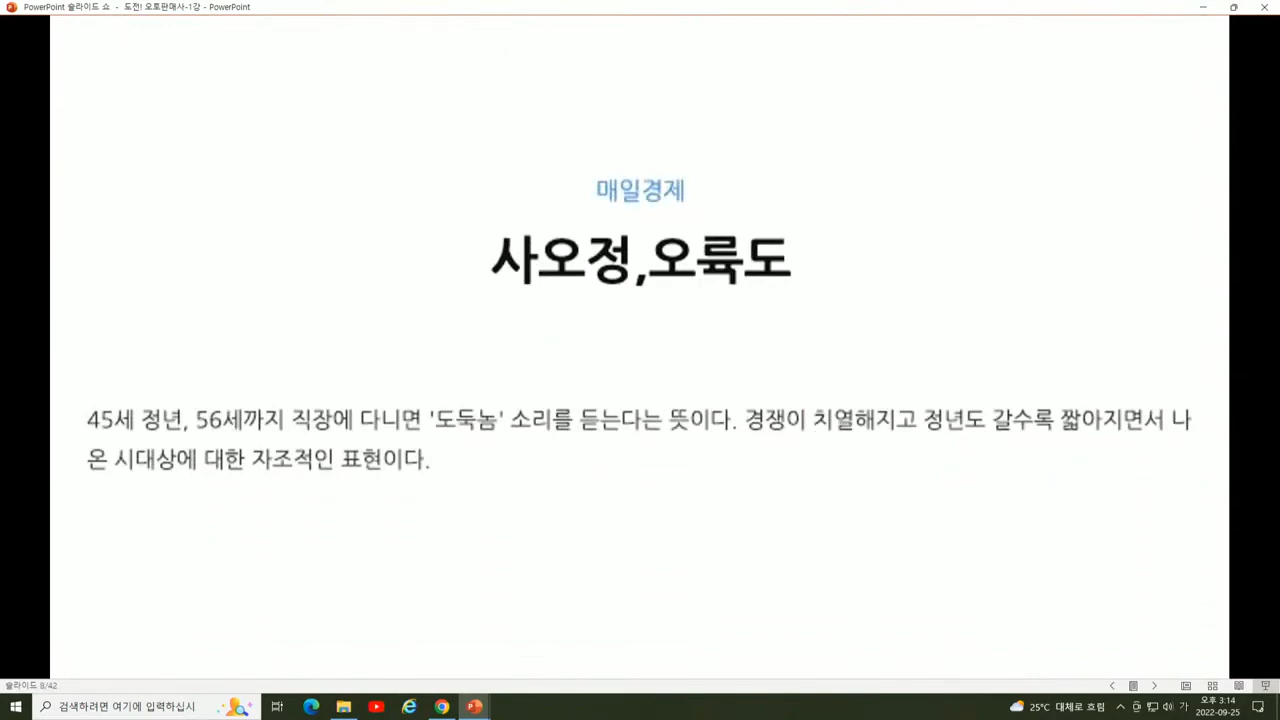 PowerPoint 슬라이드 쇼 - 도전! 오토판매사-1강 - PowerPoint
매일경제
사오정,오륙도
45세 정년, 56세까지 직장에 다니면 '도둑놈' 소리를 듣는다는 뜻이다. 경쟁이 치열해지고 정년도 갈수록 짧아지면서 나
온 시대상에 대한 자조적인 표현이다.
슬라이드 8/42
검색하려면 여기에 입력하십시
25°C 대체로 흐림
가
오후 3:14
2022-09-25